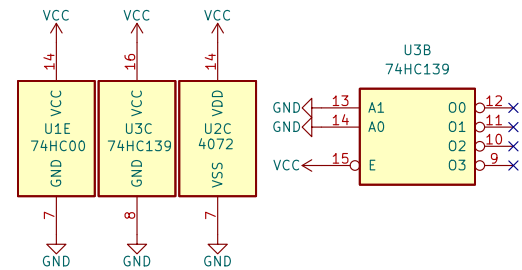 VCC VCC VCC
14 16 14
VCC VCC VDD
U1E U3C U2C
74HC00 74HC139 4072
GND GND VSS
7 8 7
GND GND GND
U3B
74HC139
GND 13 A1 O0 12
GND 14 A0 O1 11
O2 10
VCC 15 E O3 9